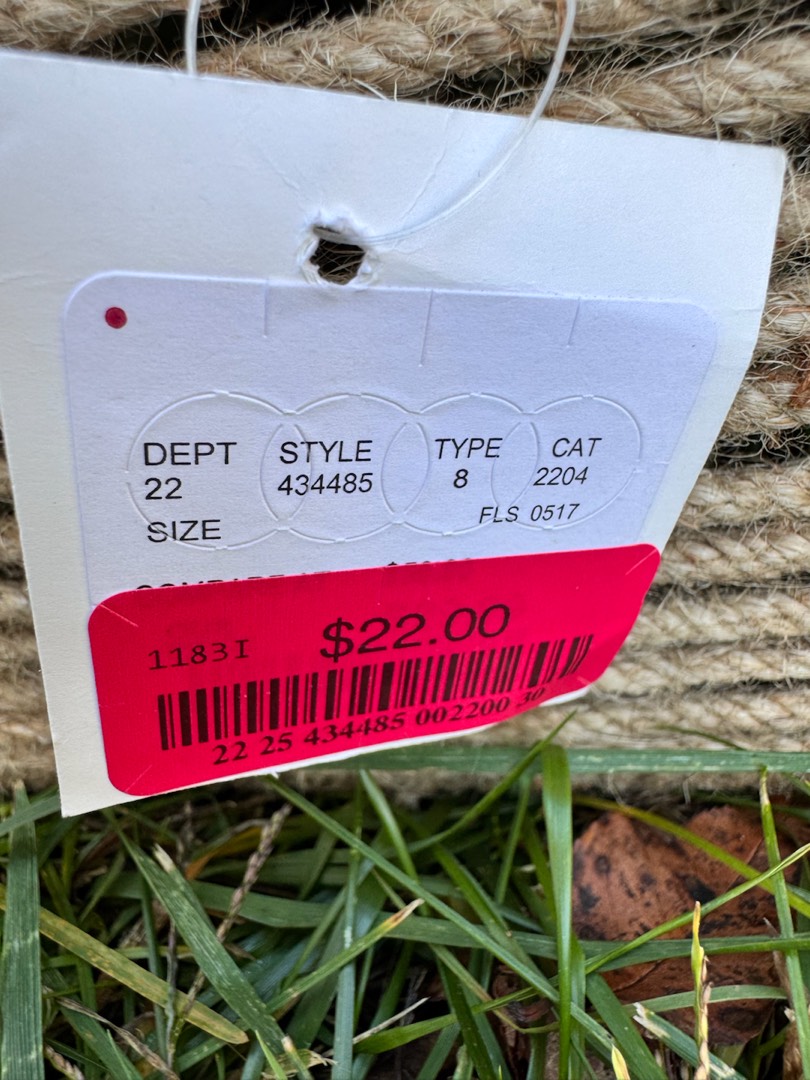 DEPT STYLE TYPE CAT
22 434485 8 2204
SIZE FLS 0517
1183I $22.00
22 25 434485 002200 30